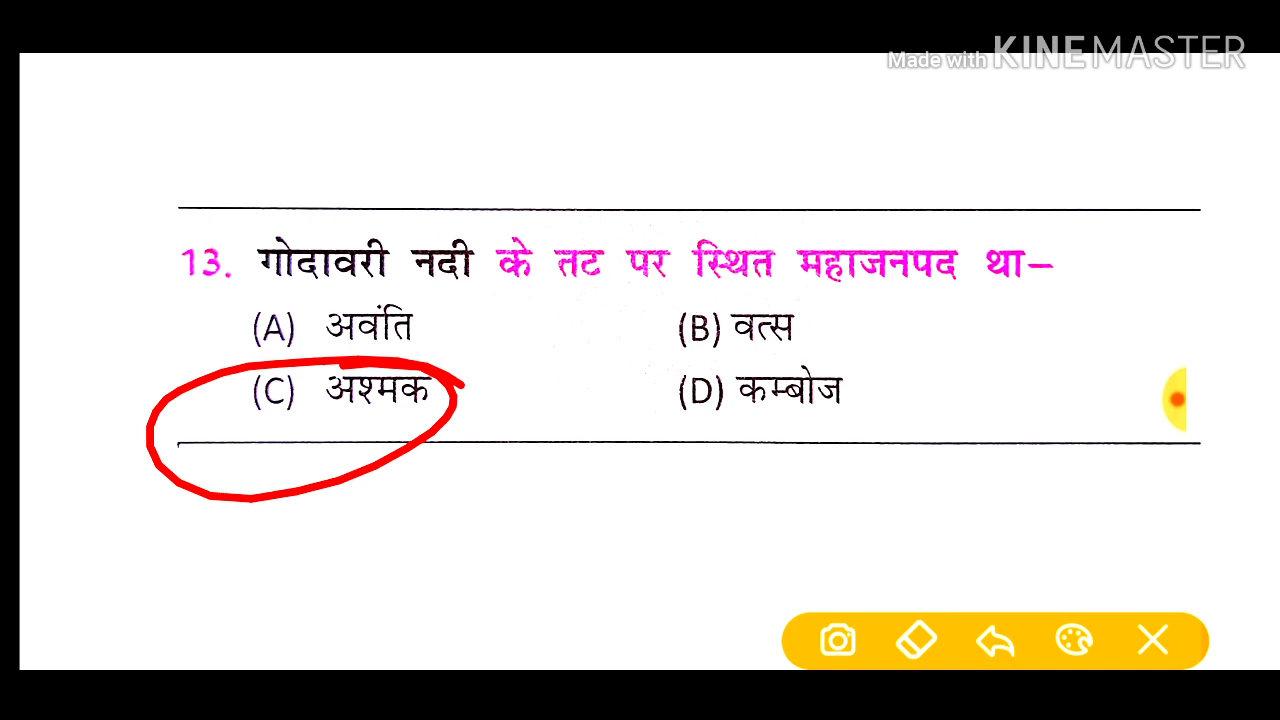 Made with KINEMASTER
13. गोदावरी नदी के तट पर स्थित महाजनपद था–
(A) अवंति (B) वत्स
(C) अश्मक (D) कम्बोज